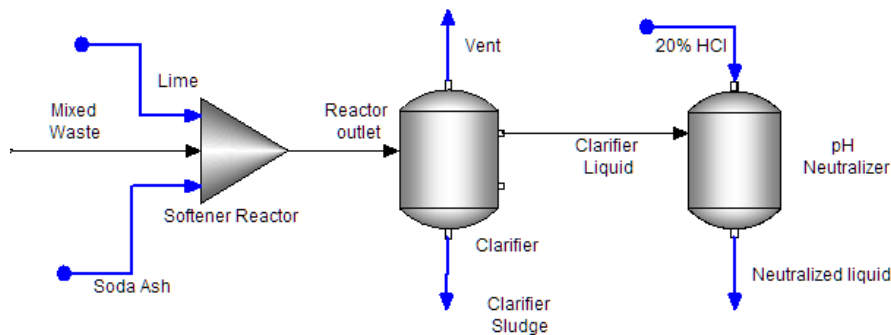 Vent
20% HCl
Lime
Mixed
Waste
Reactor
outlet
Clarifier
Liquid
pH
Neutralizer
Softener Reactor
Clarifier
Soda Ash
Neutralized liquid
Clarifier
Sludge